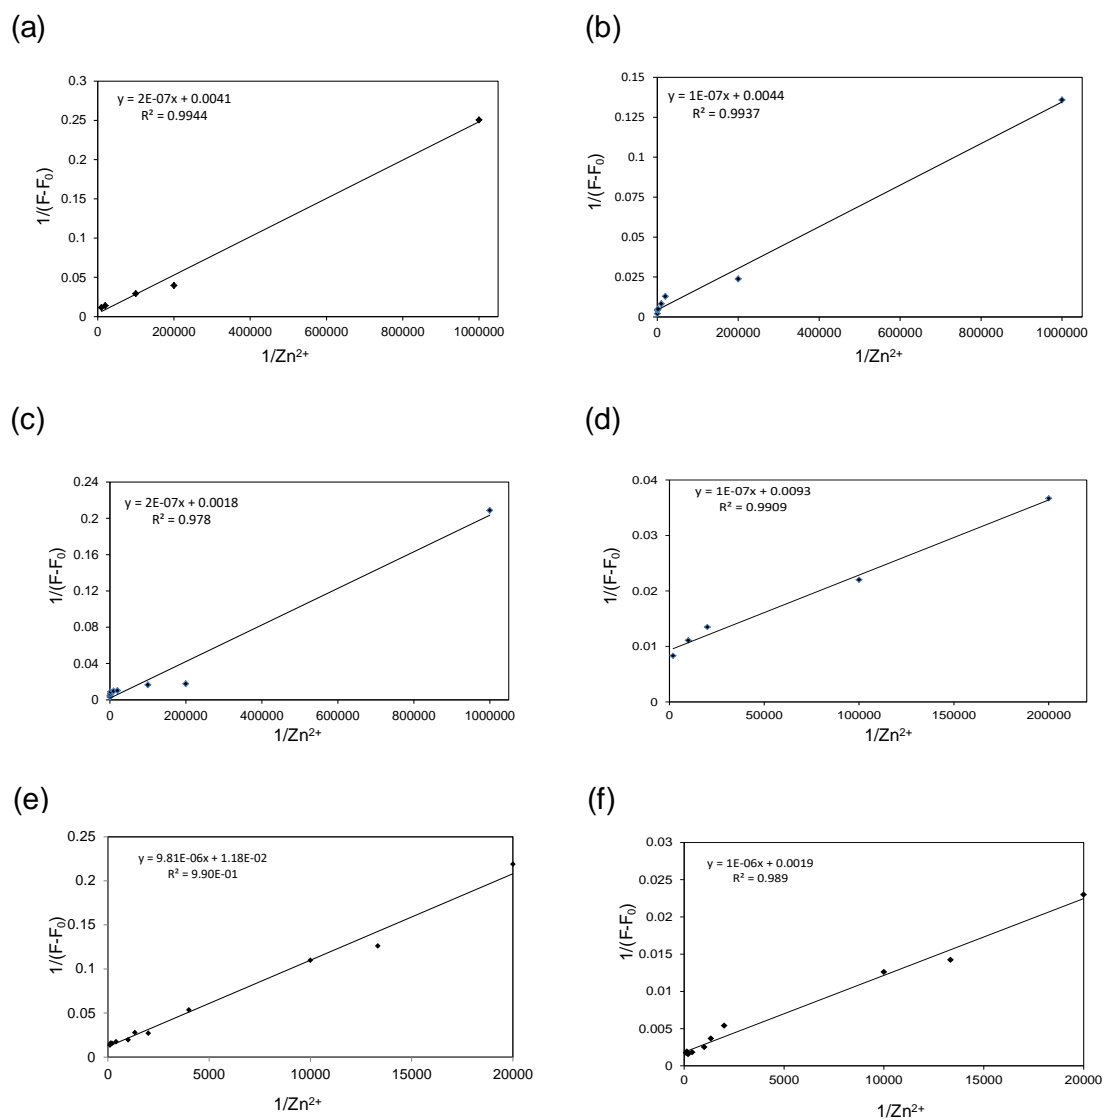 (a)
0.3
0.25
0.2
0.15
0.1
0.05
0
y = 2E-07x + 0.0041
R² = 0.9944
1/(F-F₀)
0 200000 400000 600000 800000 1000000
1/Zn²⁺
(b)
0.15
0.125
0.1
0.075
0.05
0.025
0
y = 1E-07x + 0.0044
R² = 0.9937
1/(F-F₀)
0 200000 400000 600000 800000 1000000
1/Zn²⁺
(c)
0.24
0.2
0.16
0.12
0.08
0.04
0
y = 2E-07x + 0.0018
R² = 0.978
1/(F-F₀)
0 200000 400000 600000 800000 1000000
1/Zn²⁺
(d)
0.04
0.03
0.02
0.01
0
y = 1E-07x + 0.0093
R² = 0.9909
1/(F-F₀)
0 50000 100000 150000 200000
1/Zn²⁺
(e)
0.25
0.2
0.15
0.1
0.05
0
y = 9.81E-06x + 1.18E-02
R² = 9.90E-01
1/(F-F₀)
0 5000 10000 15000 20000
1/Zn²⁺
(f)
0.03
0.025
0.02
0.015
0.01
0.005
0
y = 1E-06x + 0.0019
R² = 0.989
1/(F-F₀)
0 5000 10000 15000 20000
1/Zn²⁺